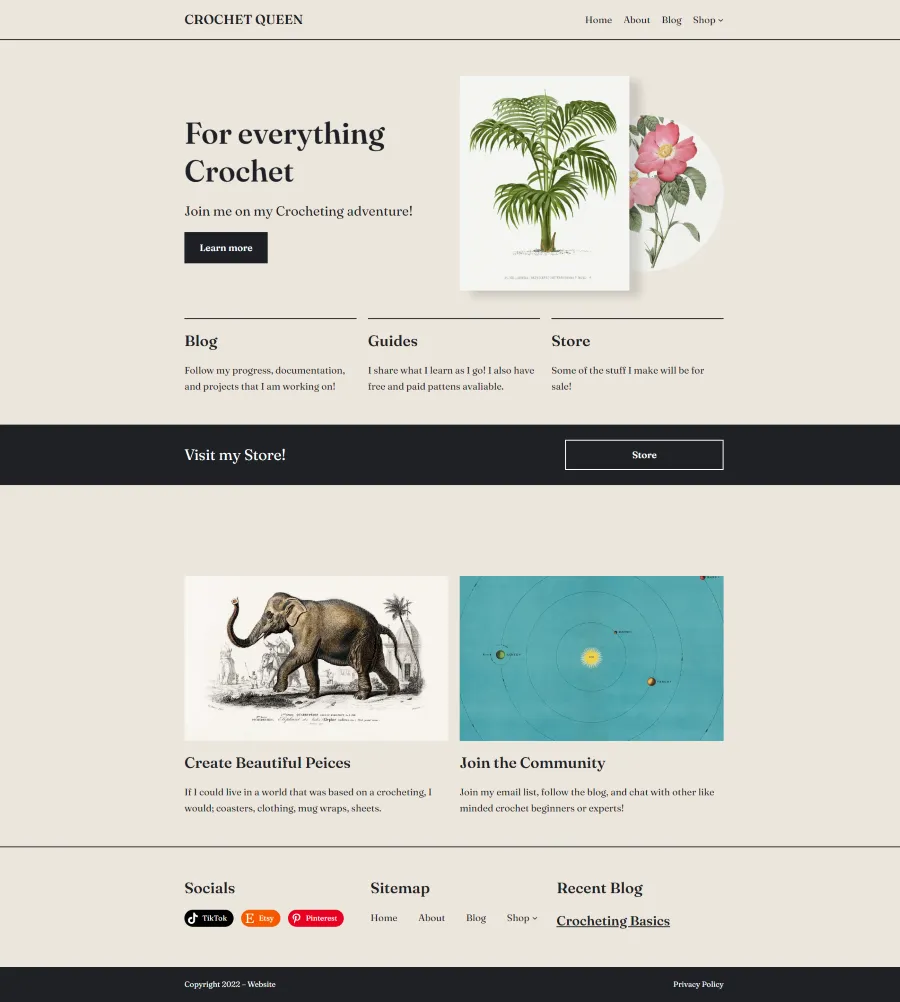 CROCHET QUEEN
Home About Blog Shop
For everything
Crochet
Join me on my Crocheting adventure!
Learn more
Blog
Follow my progress, documentation,
and projects that I am working on!
Guides
I share what I learn as I go! I also have
free and paid pattens avaliable.
Store
Some of the stuff I make will be for
sale!
Visit my Store!
Store
Create Beautiful Peices
If I could live in a world that was based on a crocheting, I
would; coasters, clothing, mug wraps, sheets.
Join the Community
Join my email list, follow the blog, and chat with other like
minded crochet beginners or experts!
Socials
TikTok Etsy Pinterest
Sitemap
Home About Blog Shop
Recent Blog
Crocheting Basics
Copyright 2022 – Website
Privacy Policy